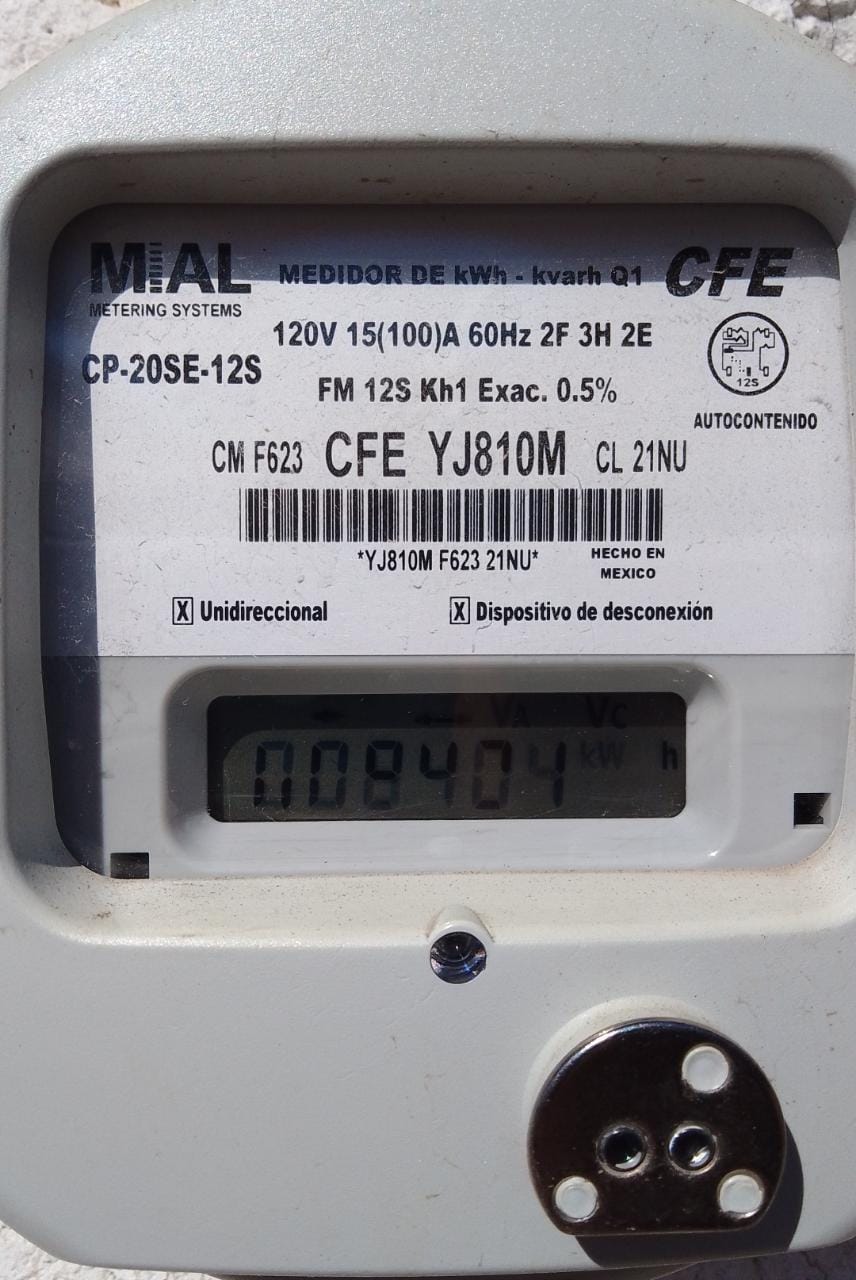 MIAL
METERING SYSTEMS
MEDIDOR DE kWh - kvarh Q1
CFE
120V 15(100)A 60Hz 2F 3H 2E
CP-20SE-12S
FM 12S Kh1 Exac. 0.5%
12S
AUTOCONTENIDO
CM F623 CFE YJ810M CL 21NU
*YJ810M F623 21NU*
HECHO EN
MEXICO
X Unidireccional
X Dispositivo de desconexión
VA VC
kW h